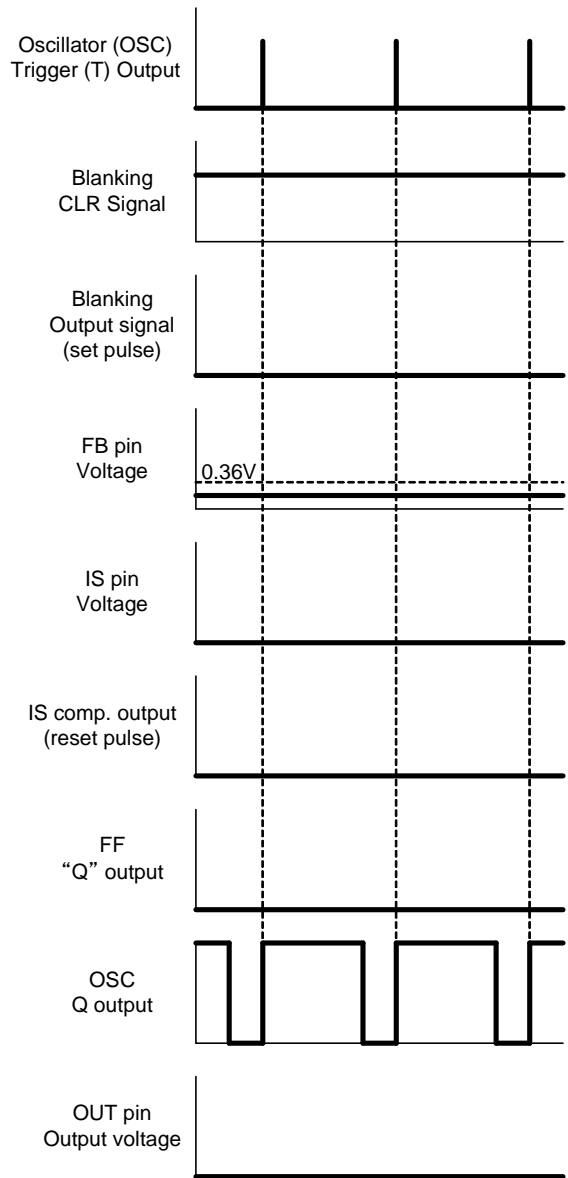 Oscillator (OSC)
Trigger (T) Output
Blanking
CLR Signal
Blanking
Output signal
(set pulse)
FB pin
Voltage
0.36V
IS pin
Voltage
IS comp. output
(reset pulse)
FF
“Q” output
OSC
Q output
OUT pin
Output voltage